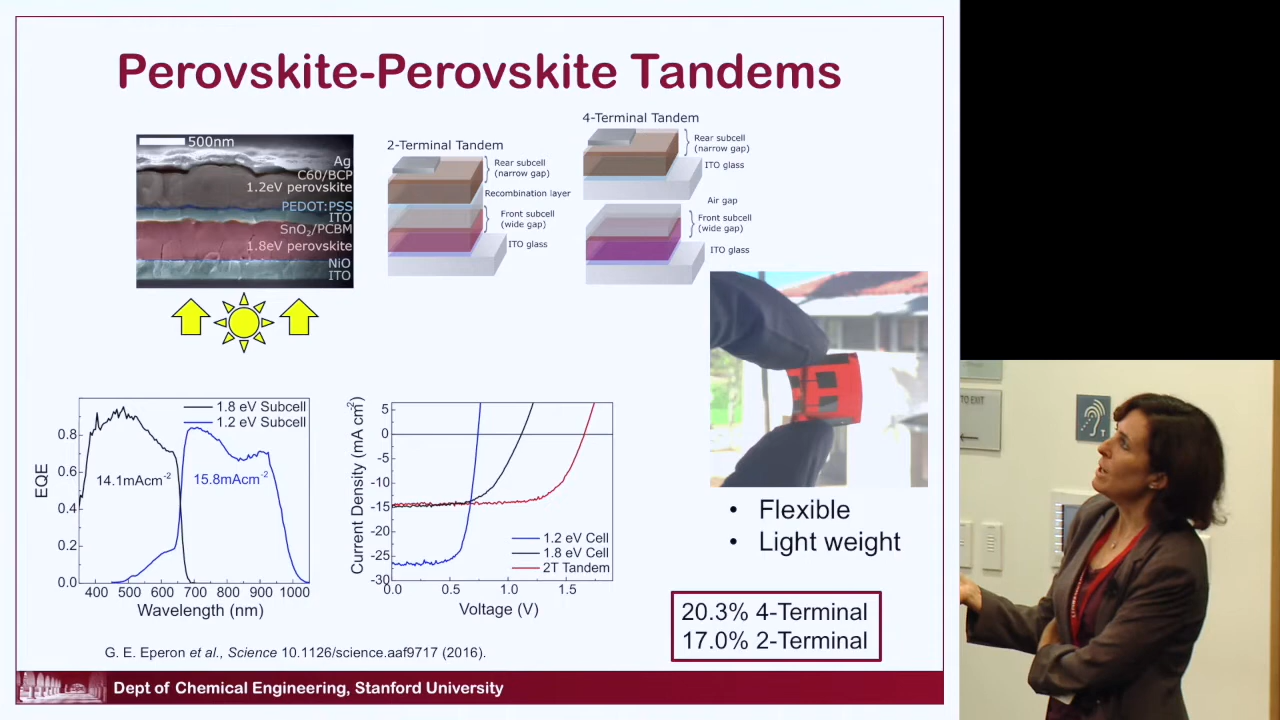 Perovskite-Perovskite Tandems
500nm
Ag
C60/BCP
1.2eV perovskite
PEDOT:PSS
ITO
SnO₂/PCBM
1.8eV perovskite
NiO
ITO
2-Terminal Tandem
Rear subcell
(narrow gap)
Recombination layer
Front subcell
(wide gap)
ITO glass
4-Terminal Tandem
Rear subcell
(narrow gap)
ITO glass
Air gap
Front subcell
(wide gap)
ITO glass
1.8 eV Subcell
1.2 eV Subcell
14.1mAcm⁻²
15.8mAcm⁻²
EQE
0.8
0.6
0.4
0.2
0.0
400 500 600 700 800 900 1000
Wavelength (nm)
Current Density (mA cm²)
5
0
-5
-10
-15
-20
-25
-30
1.2 eV Cell
1.8 eV Cell
2T Tandem
0.0 0.5 1.0 1.5
Voltage (V)
• Flexible
• Light weight
20.3% 4-Terminal
17.0% 2-Terminal
G. E. Eperon et al., Science 10.1126/science.aaf9717 (2016).
Dept of Chemical Engineering, Stanford University
TO EXIT
T